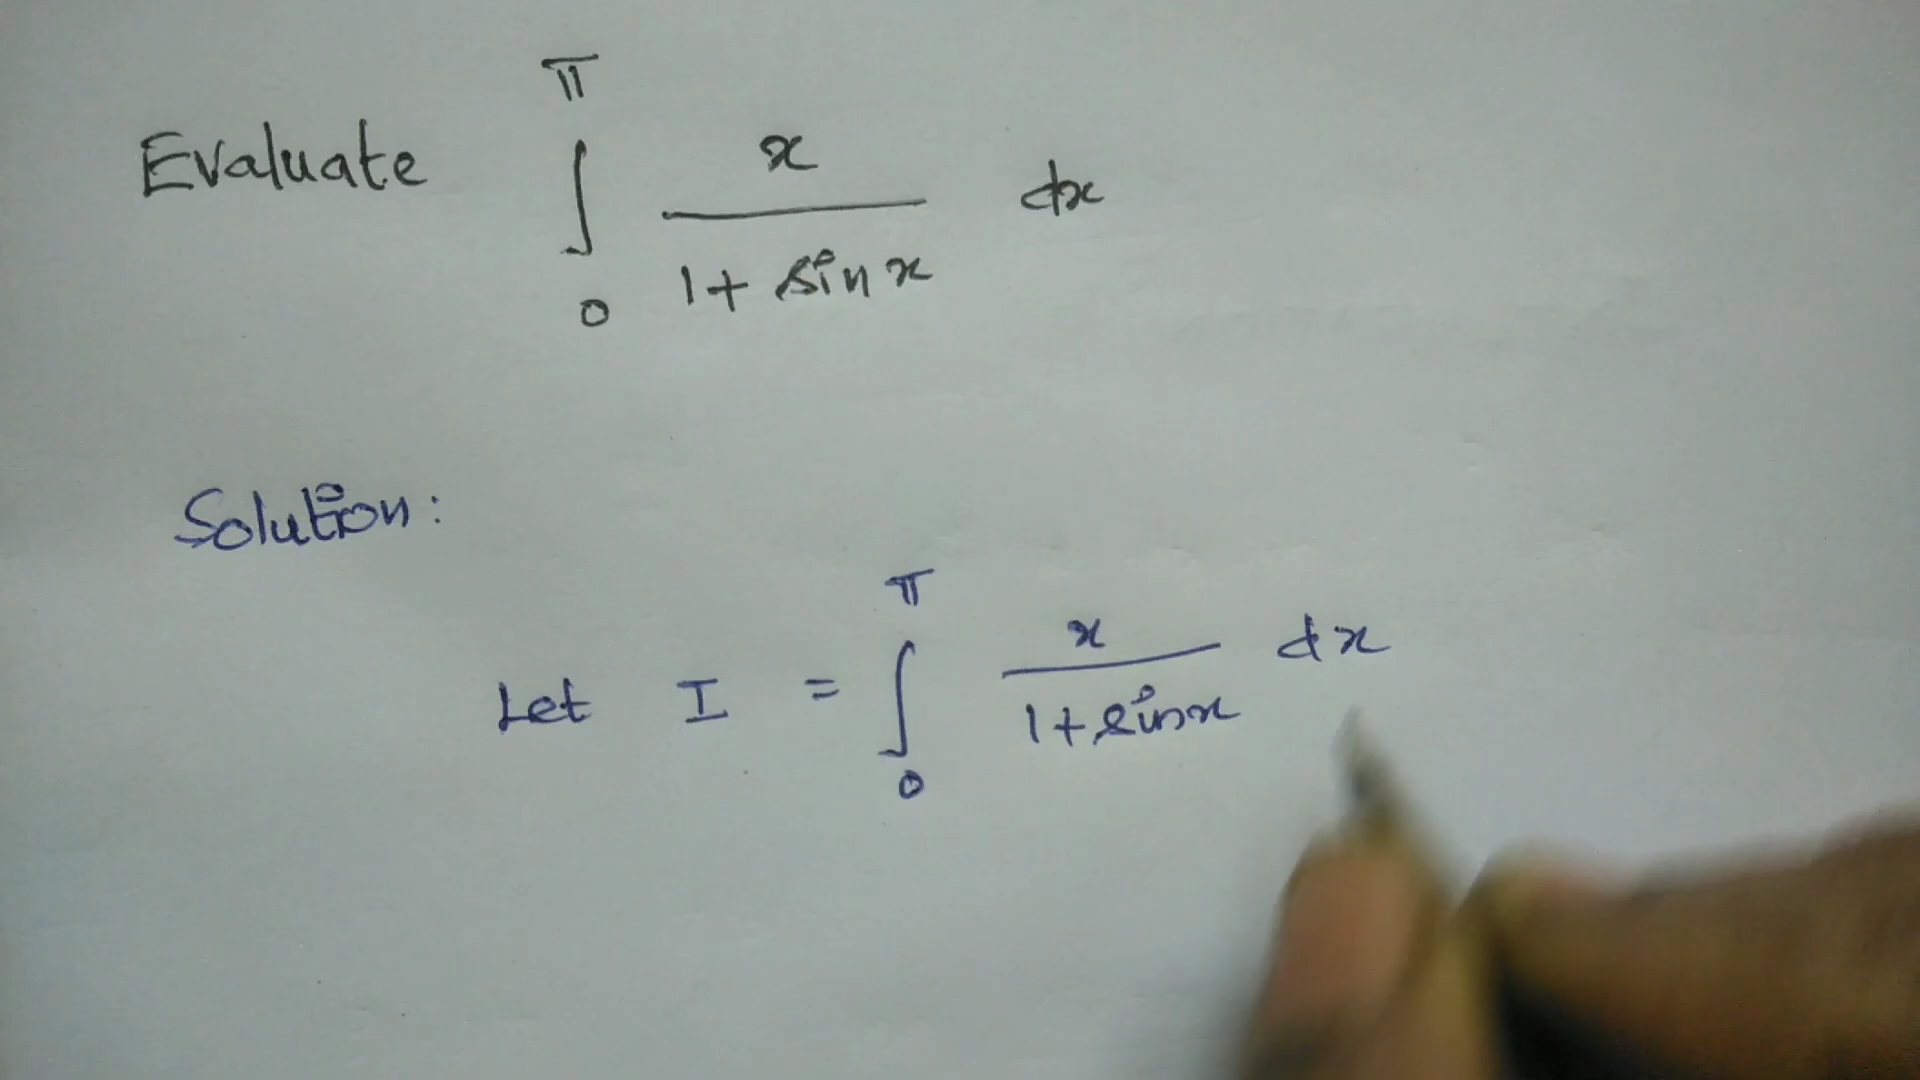 Evaluate ∫₀^π x / (1 + sin x) dx
Solution:
Let I = ∫₀^π x / (1 + sin x) dx